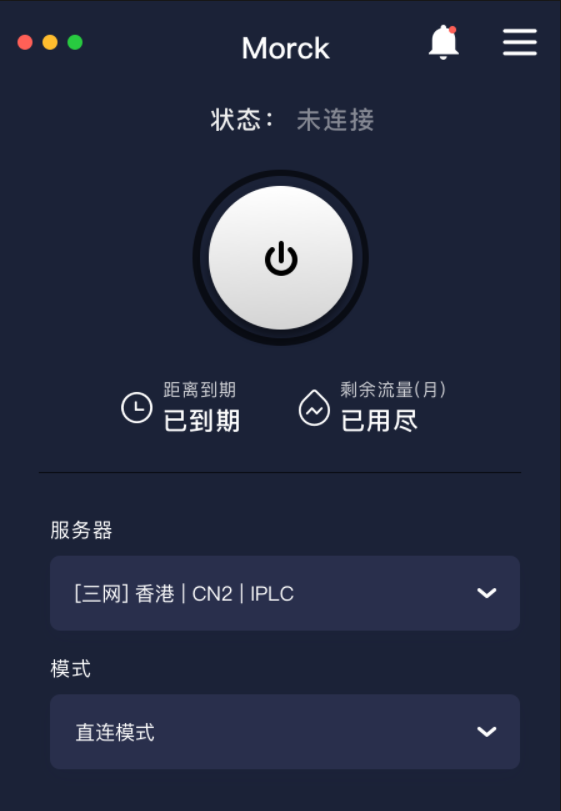 Morck
状态： 未连接
距离到期
已到期
剩余流量(月)
已用尽
服务器
[三网] 香港 | CN2 | IPLC
模式
直连模式